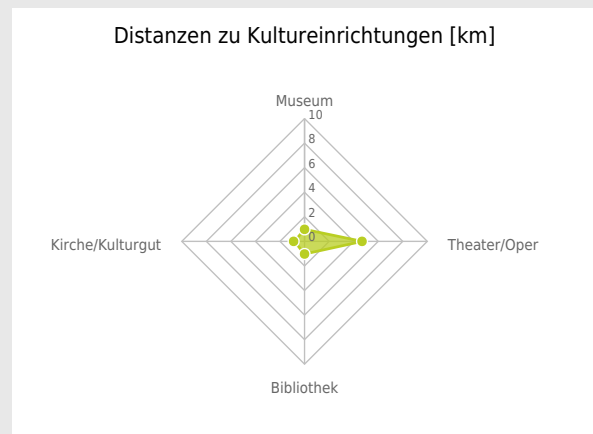 Distanzen zu Kultureinrichtungen [km]
Museum
10
8
6
4
2
0
Kirche/Kulturgut
Theater/Oper
Bibliothek